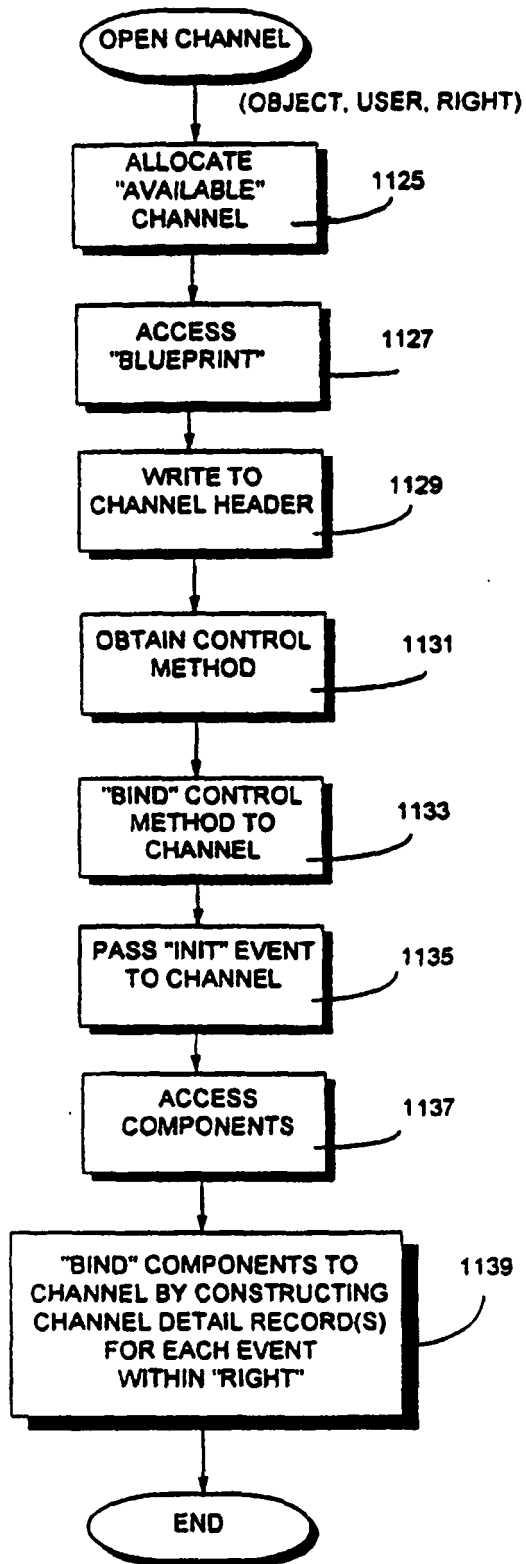 OPEN CHANNEL
(OBJECT, USER, RIGHT)
ALLOCATE
"AVAILABLE"
CHANNEL
1125
ACCESS
"BLUEPRINT"
1127
WRITE TO
CHANNEL HEADER
1129
OBTAIN CONTROL
METHOD
1131
"BIND" CONTROL
METHOD TO
CHANNEL
1133
PASS "INIT" EVENT
TO CHANNEL
1135
ACCESS
COMPONENTS
1137
"BIND" COMPONENTS TO
CHANNEL BY CONSTRUCTING
CHANNEL DETAIL RECORD(S)
FOR EACH EVENT
WITHIN "RIGHT"
1139
END